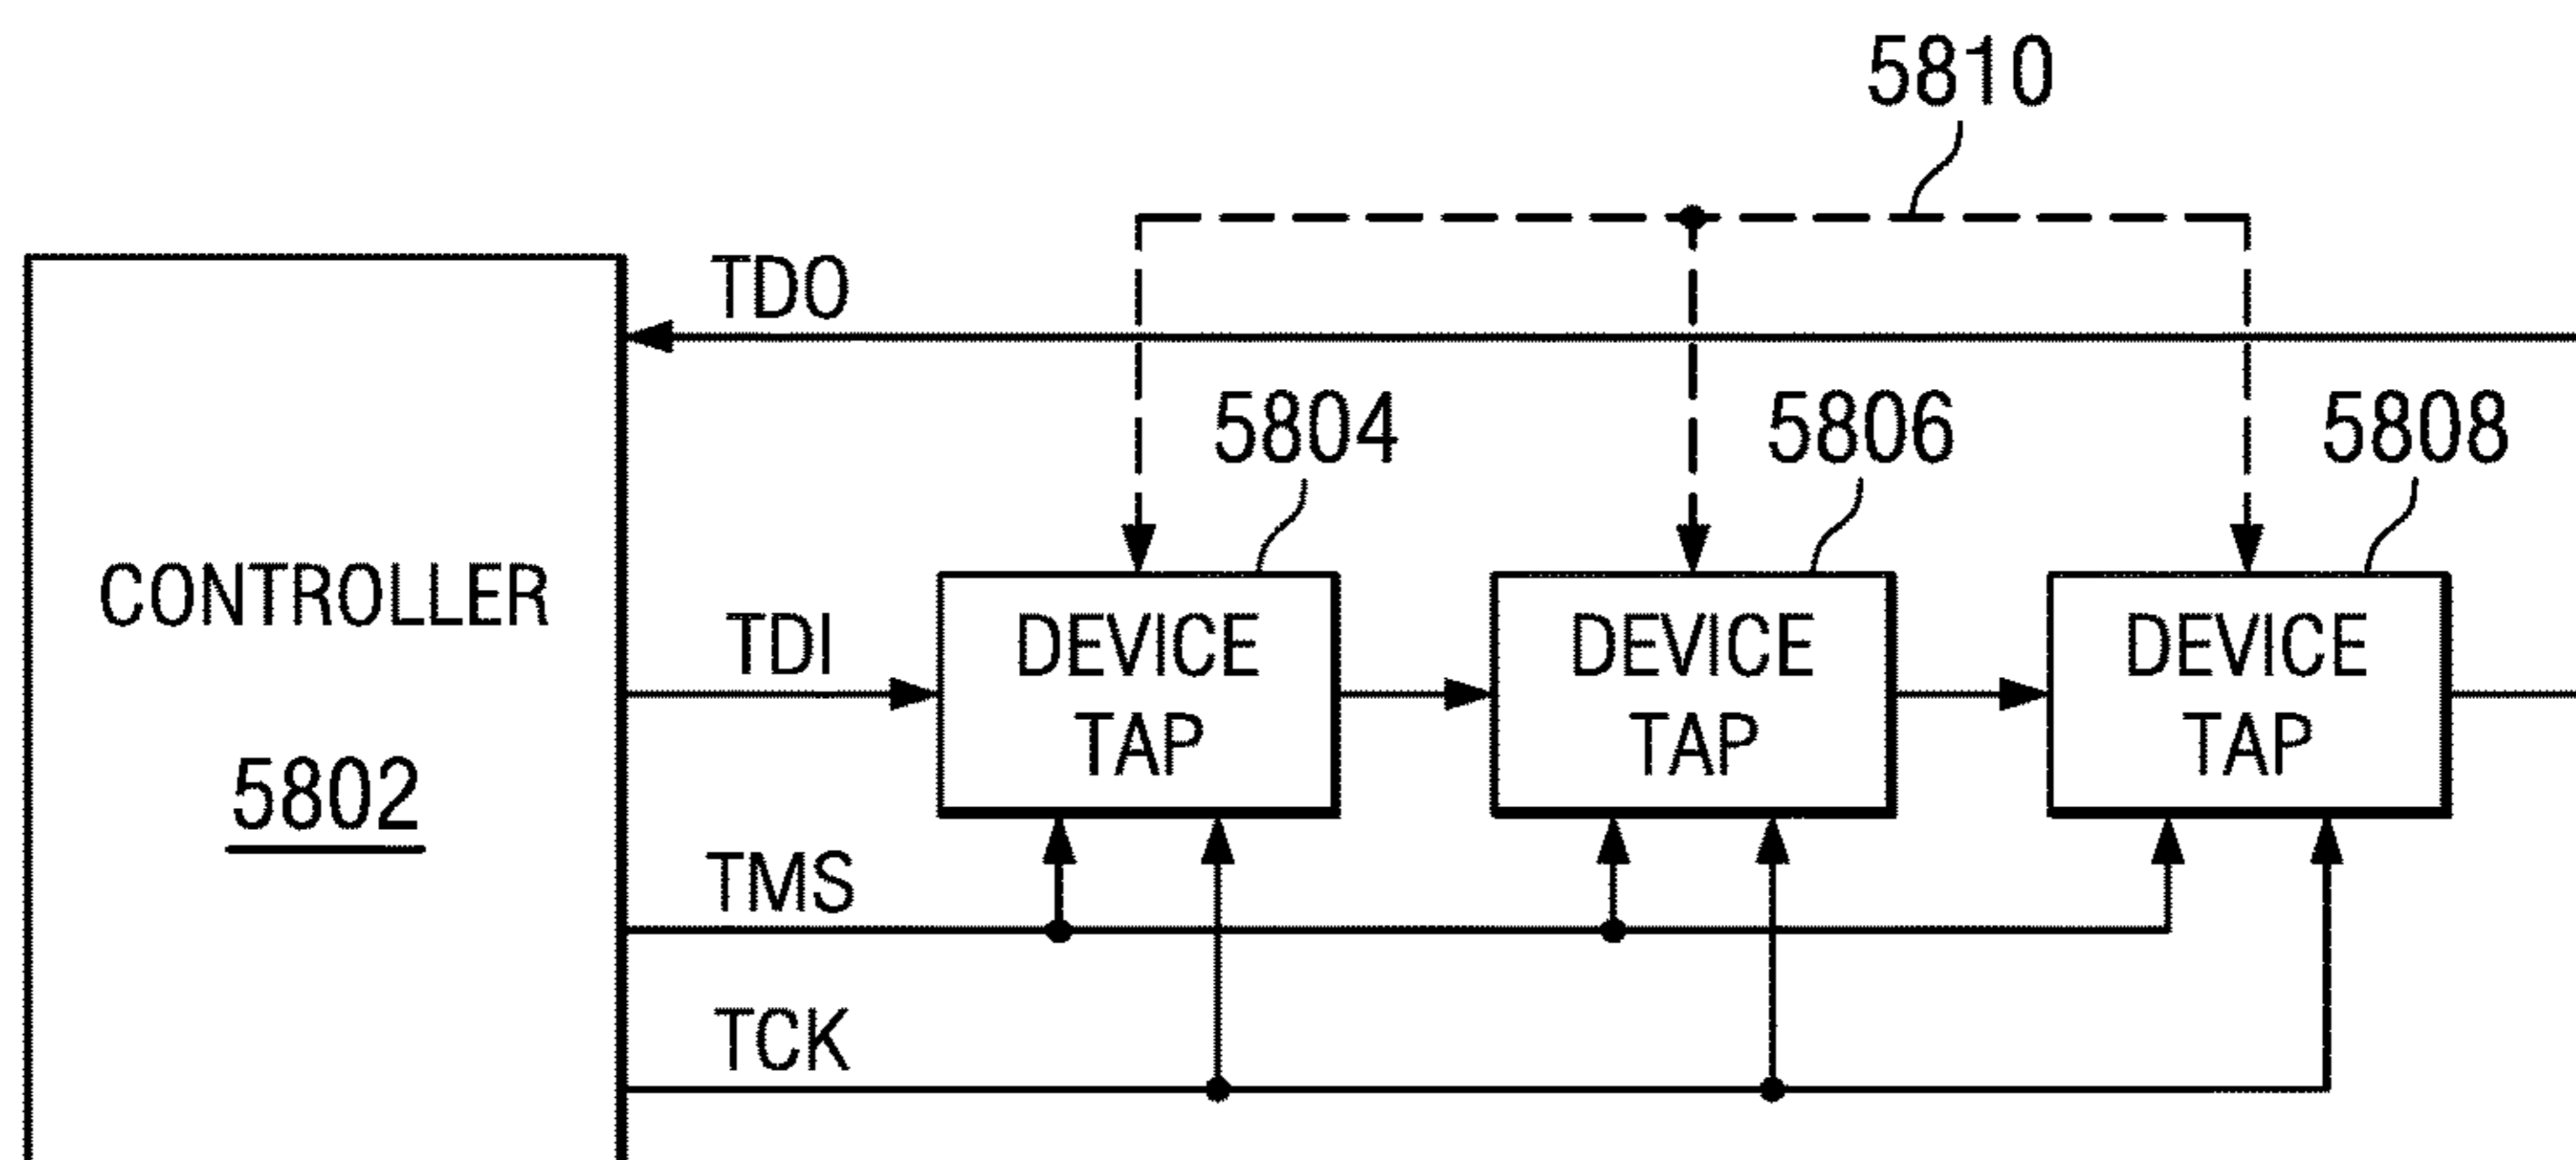 5810
TDO
5804
5806
5808
CONTROLLER
5802
TDI
DEVICE
TAP
DEVICE
TAP
DEVICE
TAP
TMS
TCK